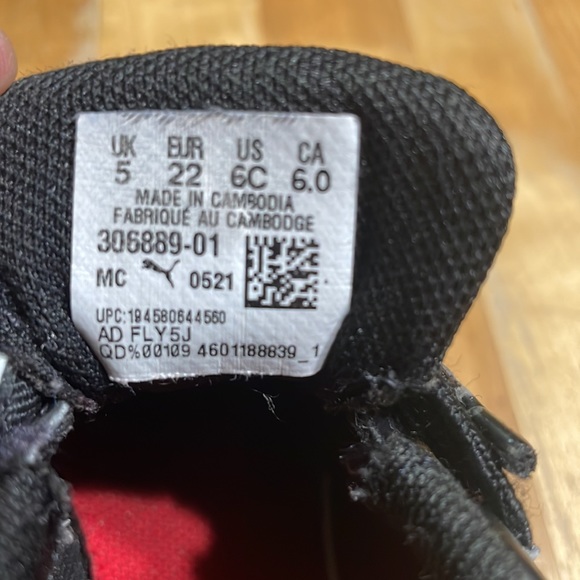 UK EUR US CA
5 22 6C 6.0
MADE IN CAMBODIA
FABRIQUÉ AU CAMBODGE
306889-01
MC 0521
UPC:194580644560
AD FLY5J
QD%00109 4601188839_1